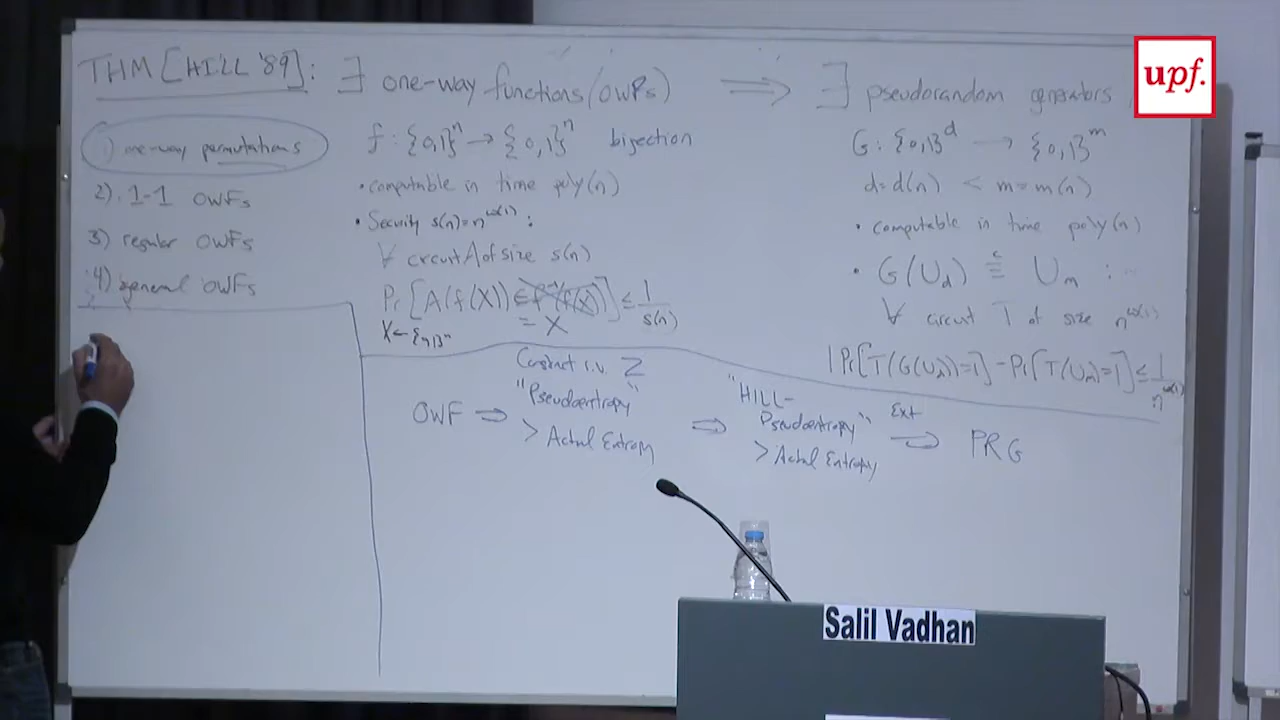 THM [HILL '89]: ∃ one-way functions (OWPs) ⟹ ∃ pseudorandom generators
1) one-way permutations
2) 1-1 OWFs
3) regular OWFs
4) general OWFs
f : {0,1}ⁿ → {0,1}ⁿ bijection
• computable in time poly(n)
• Security s(n)=n^ω(1) :
∀ circuit A of size s(n)
Pr[A(f(X)) ∈ f⁻¹(f(X))] ≤ 1/s(n)
= X
X←{0,1}ⁿ
G : {0,1}^d → {0,1}^m
d=d(n) < m=m(n)
• computable in time poly(n)
• G(U_d) ≡^c U_m :
∀ circuit T of size n^ω(1)
|Pr[T(G(U_d))=1] - Pr[T(U_m)=1]| ≤ 1/n^ω(1)
Construct r.v. Z
OWF ⟹ "Pseudoentropy"
> Actual Entropy
⟹ "HILL-
Pseudoentropy"
> Actual Entropy
Ext
⟹ PRG
upf.
Salil Vadhan